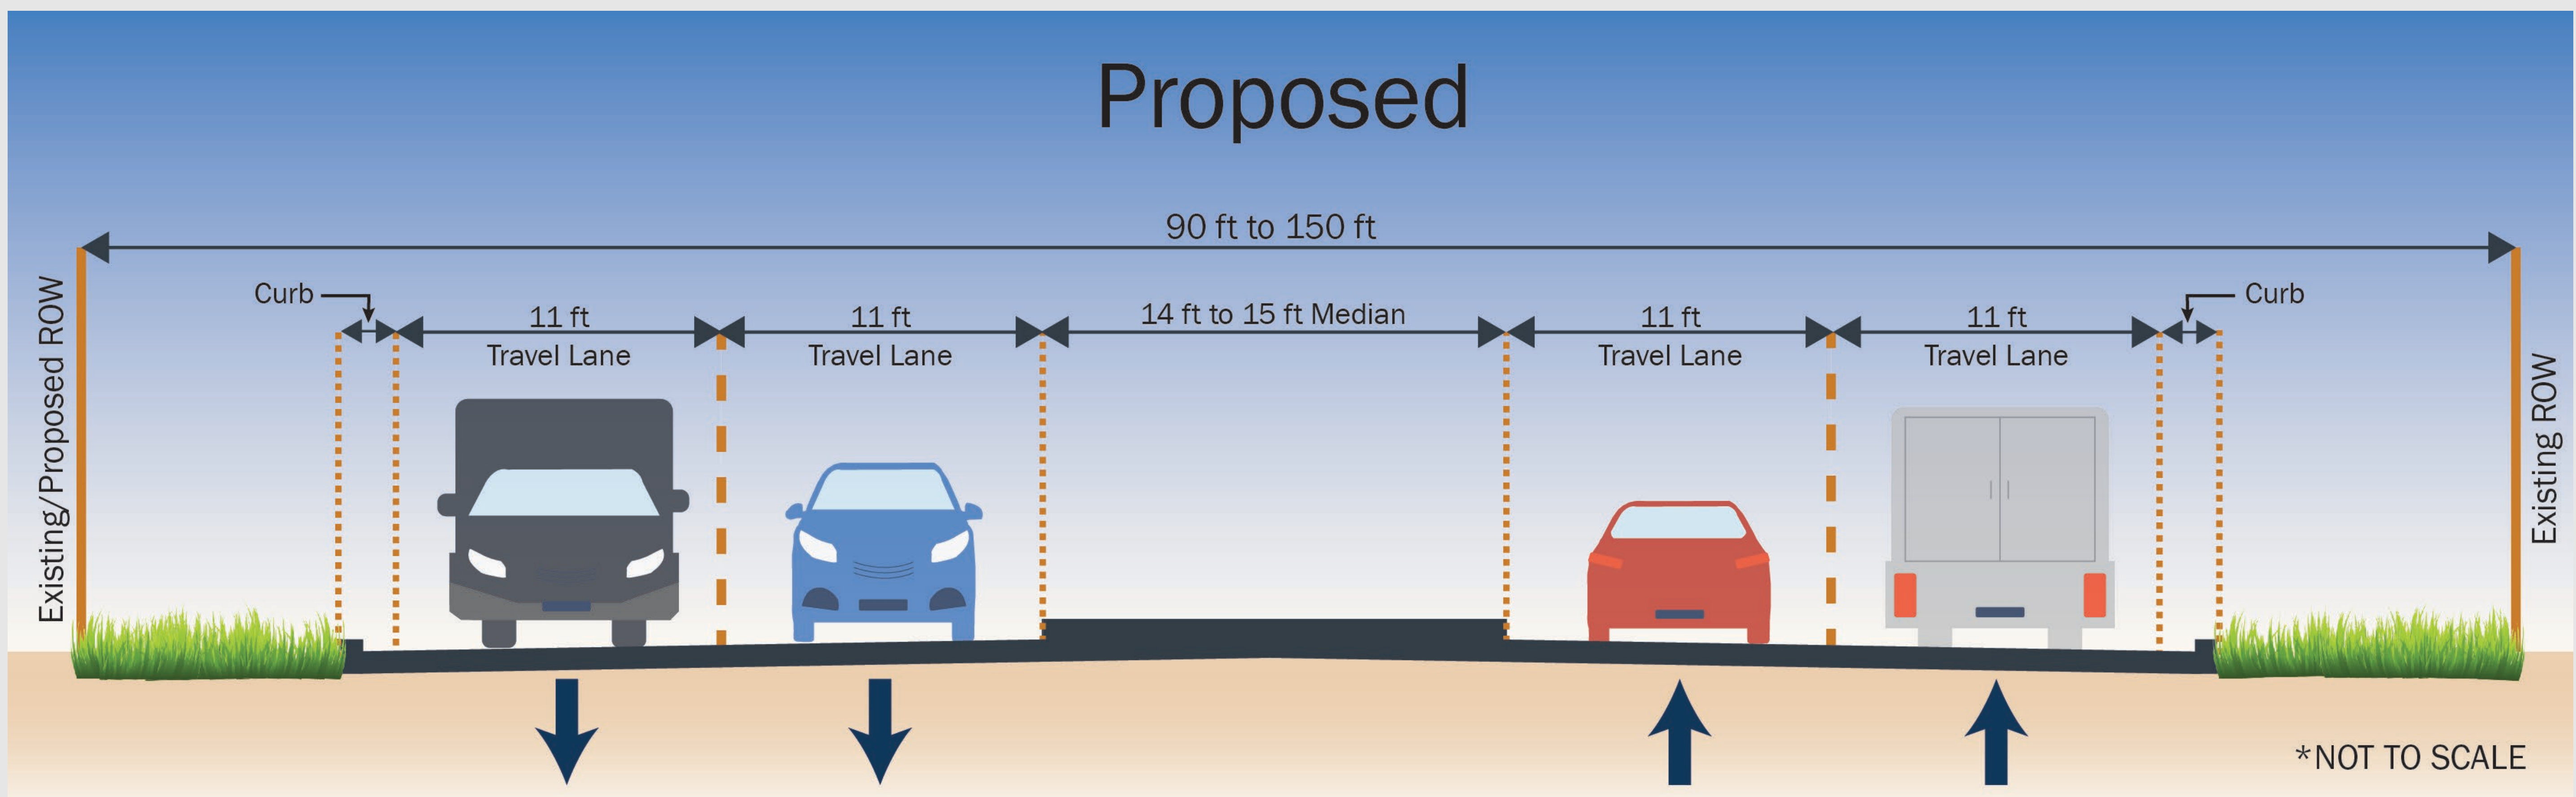 Proposed
90 ft to 150 ft
Curb
11 ft
Travel Lane
11 ft
Travel Lane
14 ft to 15 ft Median
11 ft
Travel Lane
11 ft
Travel Lane
Curb
Existing/Proposed ROW
Existing ROW
*NOT TO SCALE